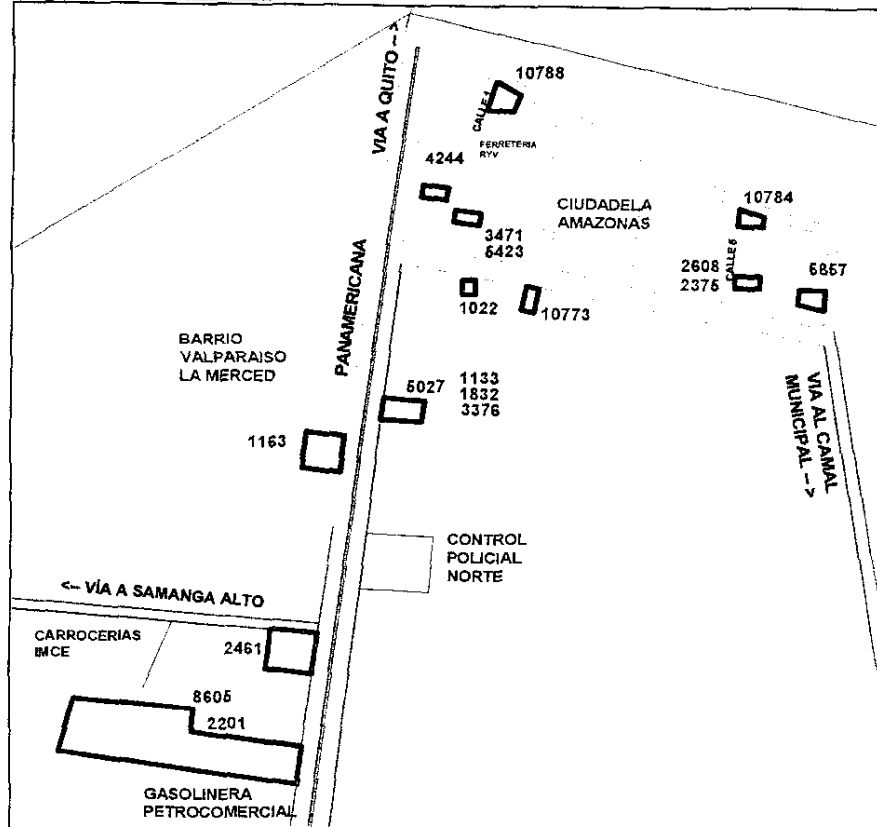 10788
VIA A QUITO -->
CALLE 1
FERRETERIA
RYV
4244
CIUDADELA
AMAZONAS
10784
3471
5423
CALLE 5
2608
2375
5857
1022
10773
PANAMERICANA
BARRIO
VALPARAISO
LA MERCED
5027
1133
1832
3376
VIA AL CAMAL
MUNICIPAL -->
1163
CONTROL
POLICIAL
NORTE
<-- VÍA A SAMANGA ALTO
CARROCERIAS
IMCE
2461
8605
2201
GASOLINERA
PETROCOMERCIAL